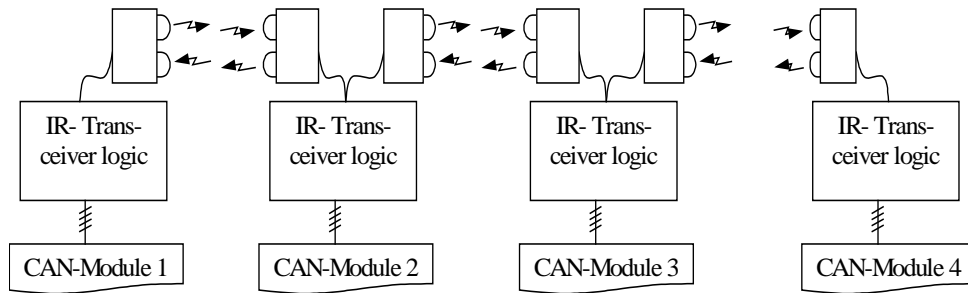 IR- Trans-
ceiver logic
IR- Trans-
ceiver logic
IR- Trans-
ceiver logic
IR- Trans-
ceiver logic
CAN-Module 1
CAN-Module 2
CAN-Module 3
CAN-Module 4